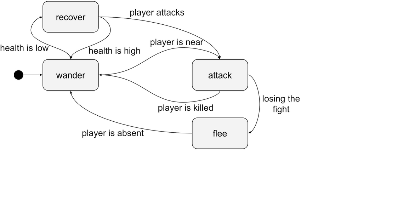 recover
player attacks
health is low
health is high
player is near
wander
attack
losing the
fight
player is killed
player is absent
flee